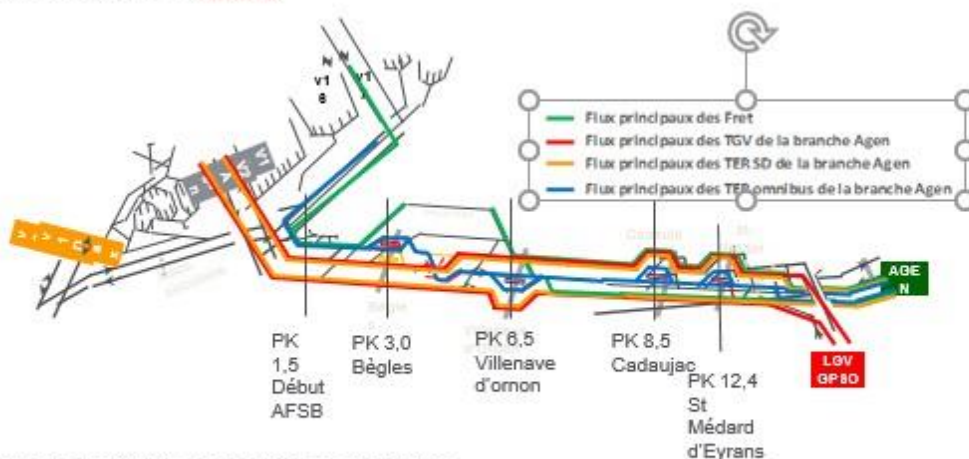 Flux principaux des Fret
Flux principaux des TGV de la branche Agen
Flux principaux des TER SD de la branche Agen
Flux principaux des TER omnibus de la branche Agen
AGE
N
LGV
GPSO
PK
1,5
Début
AFSB
PK 3,0
Bègles
PK 6,5
Villenave
d'ornon
PK 8,5
Cadaujac
PK 12,4
St
Médard
d'Eyrans